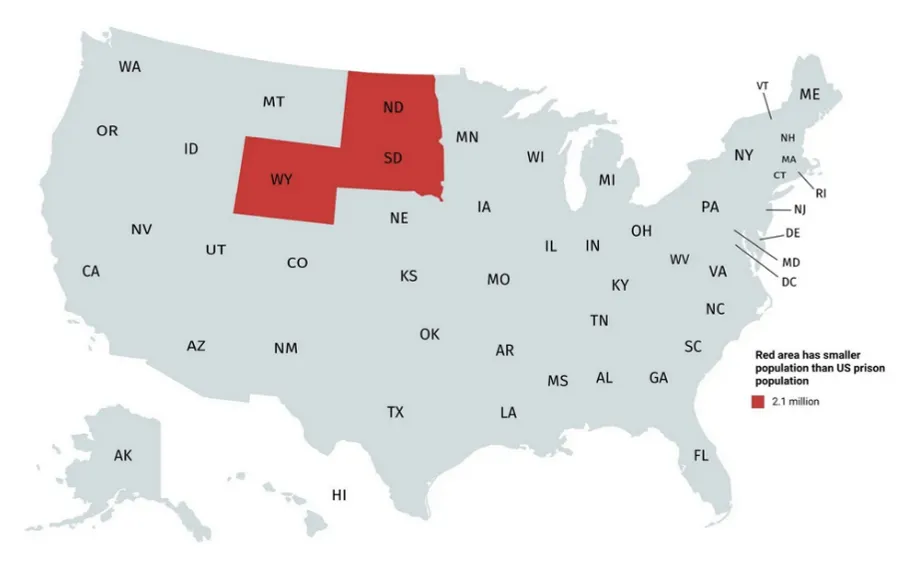 WA
VT
ME
MT
ND
OR
MN
NH
ID
WI
NY
MA
SD
CT
WY
MI
RI
IA
PA
NJ
NE
NV
OH
DE
UT
IL
IN
CO
WV
MD
CA
KS
MO
VA
DC
KY
NC
TN
OK
AZ
NM
AR
SC
Red area has smaller
population than US prison
population
2.1 million
MS
AL
GA
TX
LA
AK
FL
HI